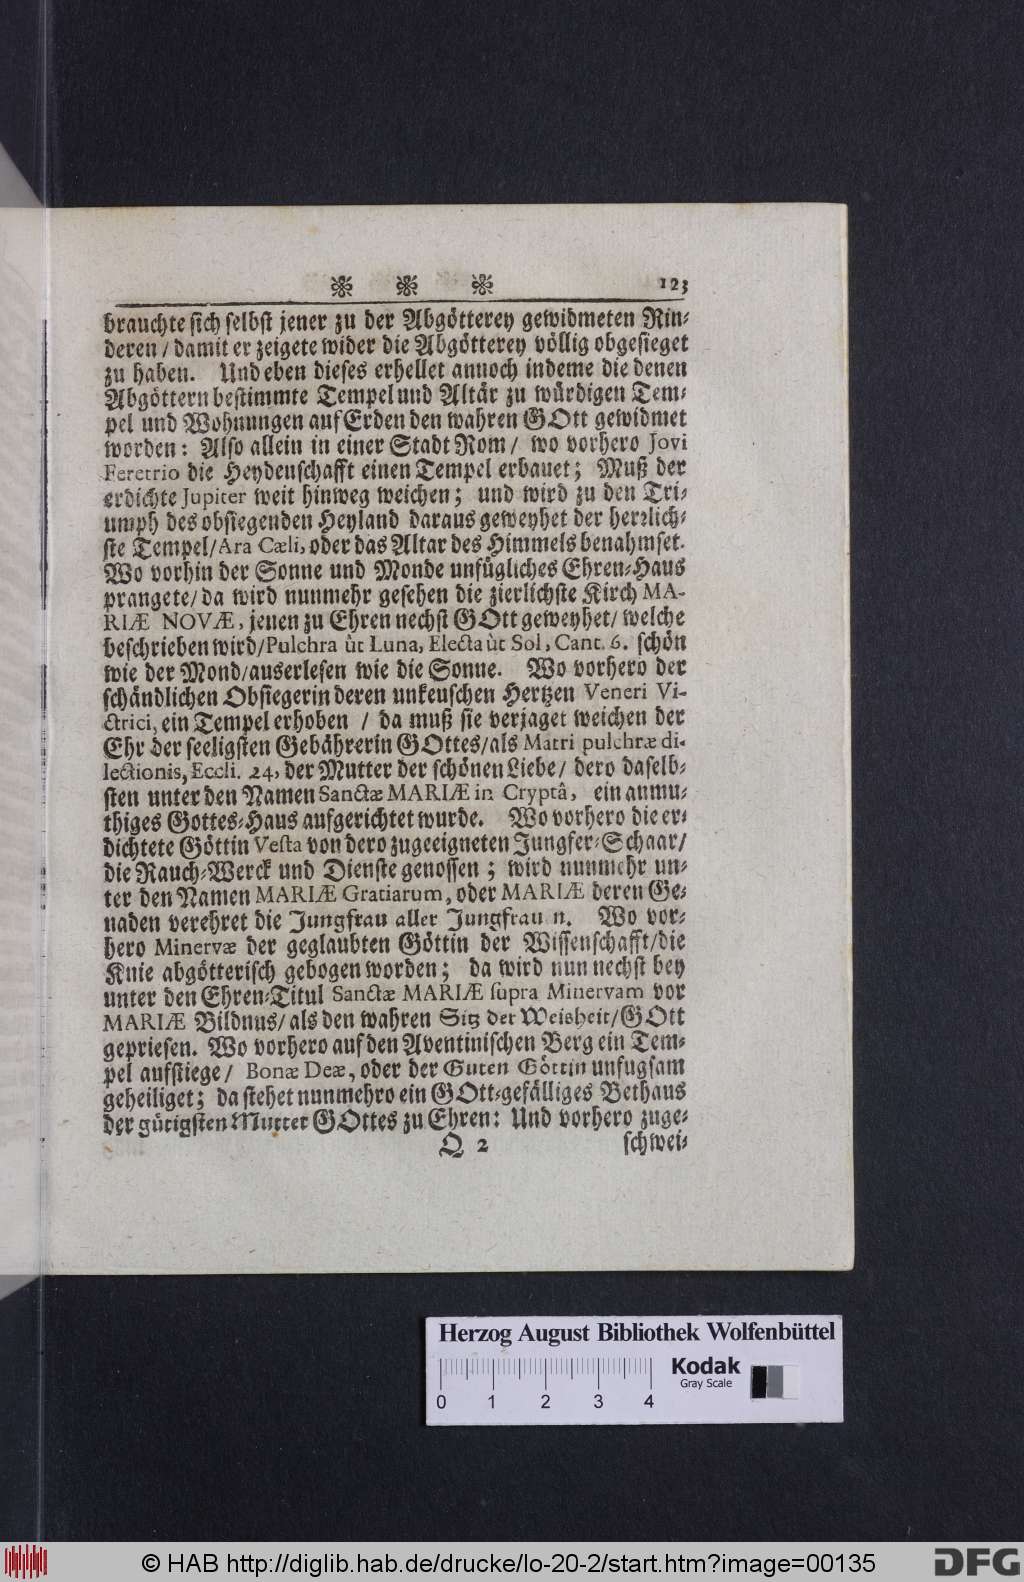 ❃ ❃ ❃ 123
brauchte sich selbst jener zu der Abgötterey gewidmeten Rin-
deren / damit er zeigete wider die Abgötterey völlig obgesieget
zu haben. Und eben dieses erhellet annoch indeme die denen
Abgöttern bestimmte Tempel und Altär zu würdigen Tem-
pel und Wohnungen auf Erden den wahren GOtt gewidmet
worden: Also allein in einer Stadt Rom / wo vorhero Jovi
Feretrio die Heydenschafft einen Tempel erbauet; Muß der
erdichte Jupiter weit hinweg weichen; und wird zu den Tri-
umph des obsiegenden Heyland daraus geweyhet der herrlich-
ste Tempel/Ara Cæli, oder das Altar des Himmels benahmset.
Wo vorhin der Sonne und Monde unfügliches Ehren-Haus
prangete/ da wird nunmehr gesehen die zierlichste Kirch MA-
RIÆ NOVÆ, jenen zu Ehren nechst GOtt geweyhet/ welche
beschrieben wird/Pulchra ùt Luna, Electa ùt Sol, Cant. 6. schön
wie der Mond/auserlesen wie die Sonne. Wo vorhero der
schändlichen Obsiegerin deren unkeuschen Hertzen Veneri Vi-
ctrici, ein Tempel erhoben / da muß sie verjaget weichen der
Ehr der seeligsten Gebährerin GOttes/als Matri pulchræ di-
lectionis, Eccli. 24, der Mutter der schönen Liebe/ dero daselb-
sten unter den Namen Sanctæ MARIÆ in Cryptâ, ein anmu-
thiges Gottes-Haus aufgerichtet wurde. Wo vorhero die er-
dichtete Göttin Vesta von dero zugeeigneten Jungfer-Schaar/
die Rauch-Werck und Dienste genossen; wird nunmehr un-
ter den Namen MARIÆ Gratiarum, oder MARIÆ deren Ge-
naden verehret die Jungfrau aller Jungfrau n. Wo vor-
hero Minervæ der geglaubten Göttin der Wissenschafft/die
Knie abgötterisch gebogen worden; da wird nun nechst bey
unter den Ehren-Titul Sanctæ MARIÆ supra Minervam vor
MARIÆ Bildnus/ als den wahren Sitz der Weisheit/GOtt
gepriesen. Wo vorhero auf den Aventinischen Berg ein Tem-
pel aufstiege/ Bonæ Deæ, oder der Guten Göttin unfugsam
geheiliget; da stehet nunmehro ein GOtt-gefälliges Bethaus
der gütigsten Mutter GOttes zu Ehren: Und vorhero zuge-
Q 2 schwei-
Herzog August Bibliothek Wolfenbüttel
0 1 2 3 4
Kodak
Gray Scale
© HAB http://diglib.hab.de/drucke/lo-20-2/start.htm?image=00135
DFG